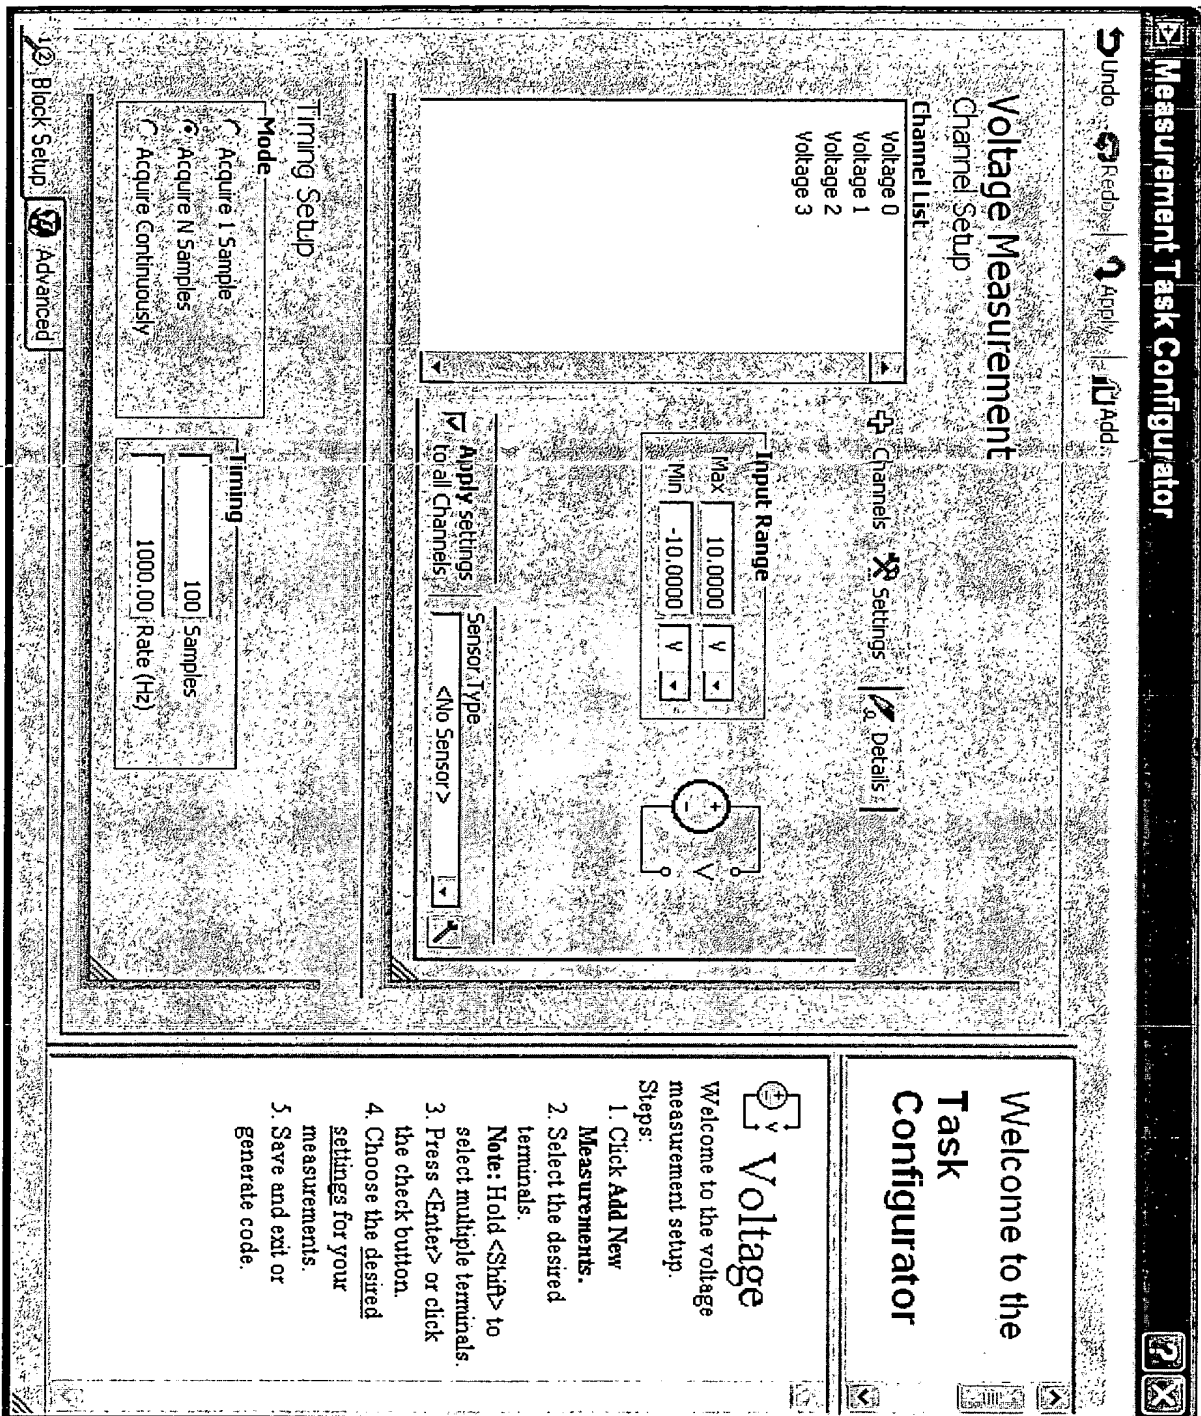 Measurement Task Configurator
Undo Redo Apply Add..
Voltage Measurement
Channel Setup
Channel List
Voltage 0
Voltage 1
Voltage 2
Voltage 3
Channels Settings Details
Input Range
Max 10.0000 V
Min -10.0000 V
V
Apply settings
to all Channels
Sensor Type
<No Sensor>
Timing Setup
Mode
Acquire 1 Sample
Acquire N Samples
Acquire Continuously
Timing
100 Samples
1000.00 Rate (Hz)
Block Setup Advanced
Welcome to the
Task
Configurator
V Voltage
Welcome to the voltage
measurement setup.
Steps:
1. Click Add New
Measurements.
2. Select the desired
terminals.
Note: Hold <Shift> to
select multiple terminals.
3. Press <Enter> or click
the check button.
4. Choose the desired
settings for your
measurements.
5. Save and exit or
generate code.